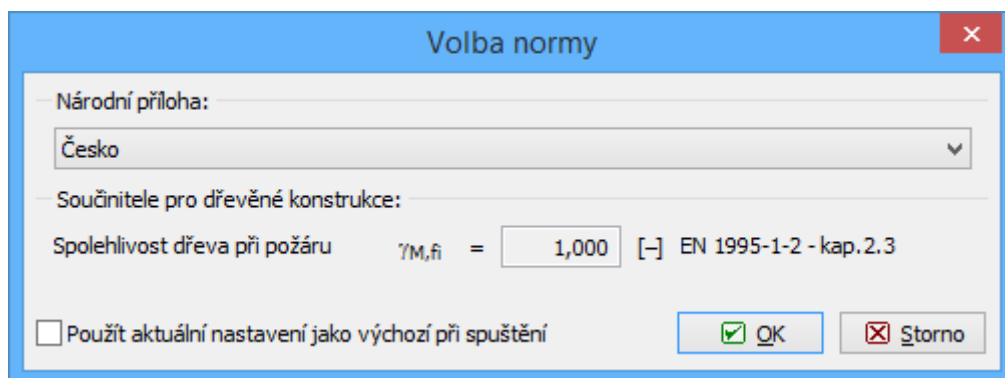 Volba normy
Národní příloha:
Česko
Součinitele pro dřevěné konstrukce:
Spolehlivost dřeva při požáru γM,fi = 1,000 [–] EN 1995-1-2 - kap.2.3
Použít aktuální nastavení jako výchozí při spuštění
OK Storno